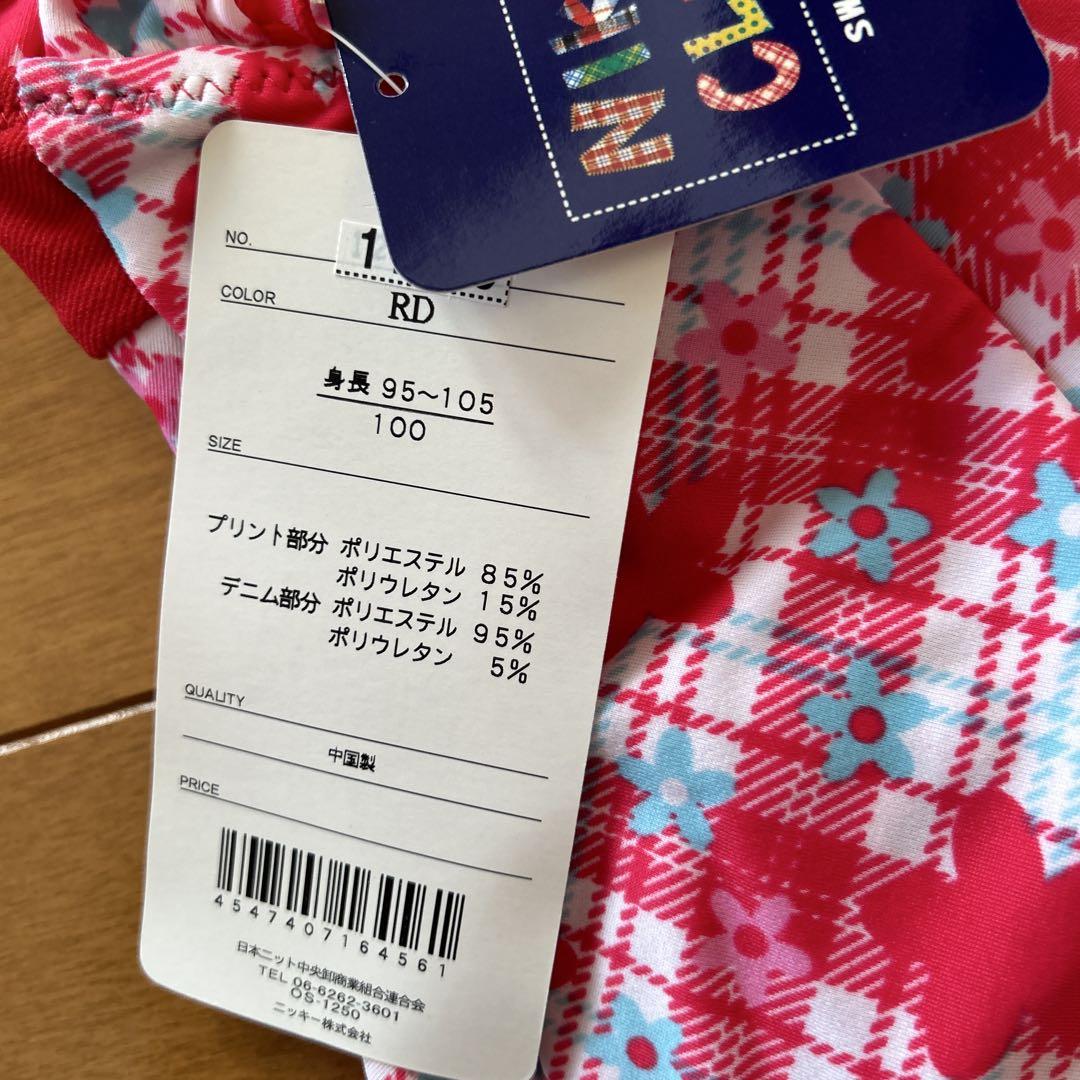 NIK
CL
SW
NO. 1
COLOR
RD
身長 95~105
100
SIZE
プリント部分 ポリエステル 85%
ポリウレタン 15%
デニム部分 ポリエステル 95%
ポリウレタン 5%
QUALITY
中国製
PRICE
4547407164561
日本ニット中央卸商業組合連合会
TEL 06-6262-3601
OS-1250
ニッキー株式会社